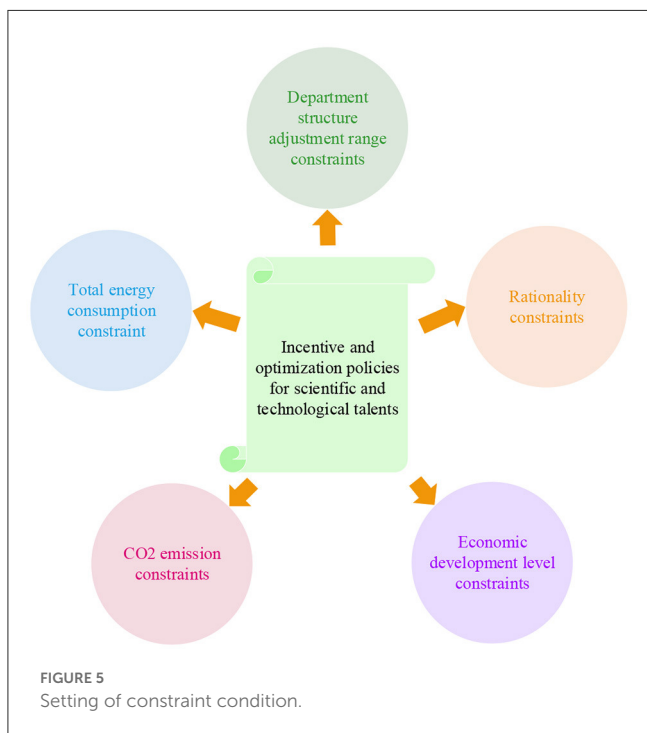 Department
structure
adjustment range
constraints
Total energy
consumption
constraint
Rationality
constraints
Incentive and
optimization policies
for scientific and
technological talents
CO2 emission
constraints
Economic
development level
constraints
FIGURE 5
Setting of constraint condition.